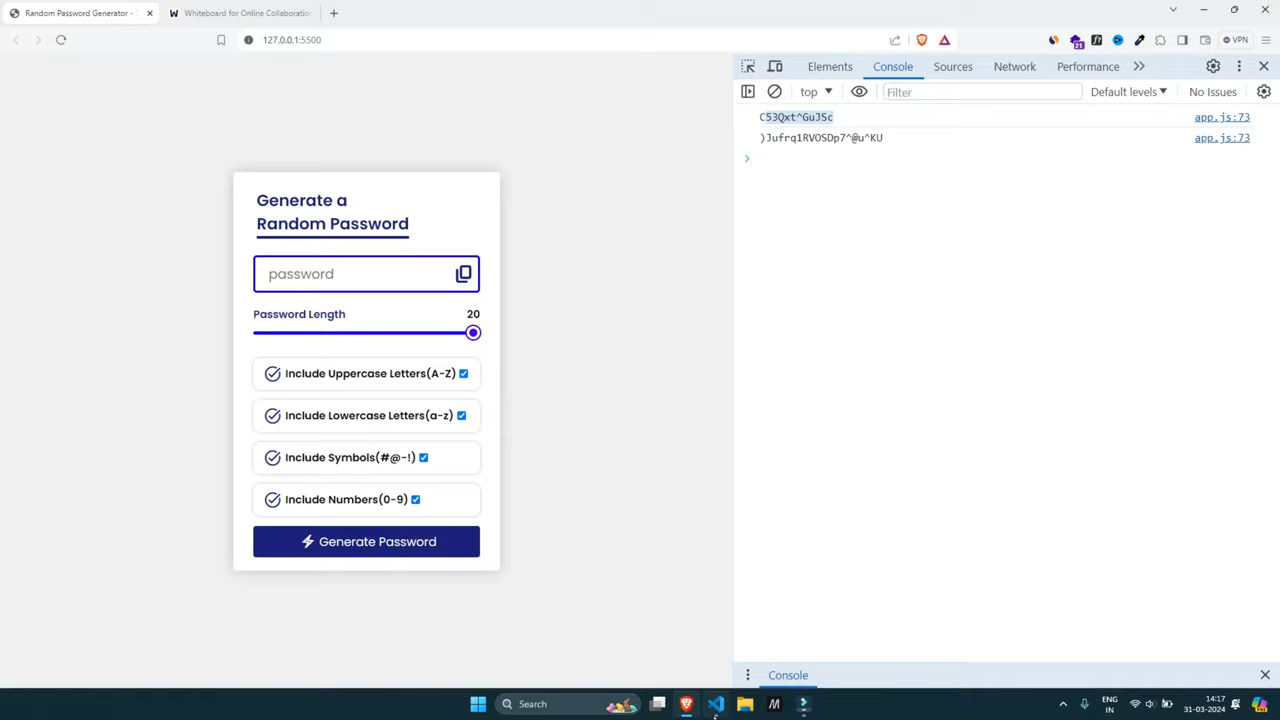 Random Password Generator -
Whiteboard for Online Collaboration
127.0.0.1:5500
21
VPN
Elements
Console
Sources
Network
Performance
top
Filter
Default levels
No Issues
C53Qxt^GuJSc
app.js:73
)Jufrq1RVOSDp7^@u^KU
app.js:73
Generate a
Random Password
password
Password Length
20
Include Uppercase Letters(A-Z)
Include Lowercase Letters(a-z)
Include Symbols(#@-!)
Include Numbers(0-9)
Generate Password
Console
Search
ENG
IN
14:17
31-03-2024